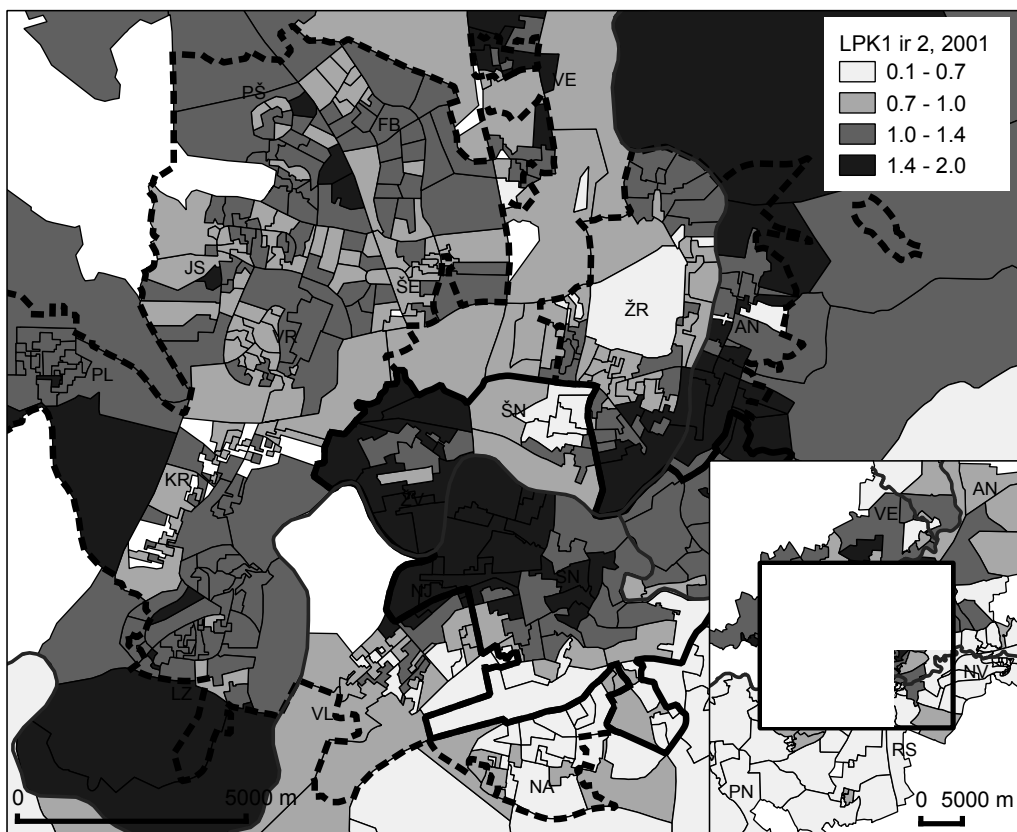 LPK1 ir 2, 2001
0.1 - 0.7
0.7 - 1.0
1.0 - 1.4
1.4 - 2.0
VE
PŠ
FB
JS
ŠE
ŽR
AN
VR
PL
ŠN
KR
ŽV
SN
NJ
LZ
VL
NA
0 5000 m
AN
VE
NV
RS
PN
0 5000 m